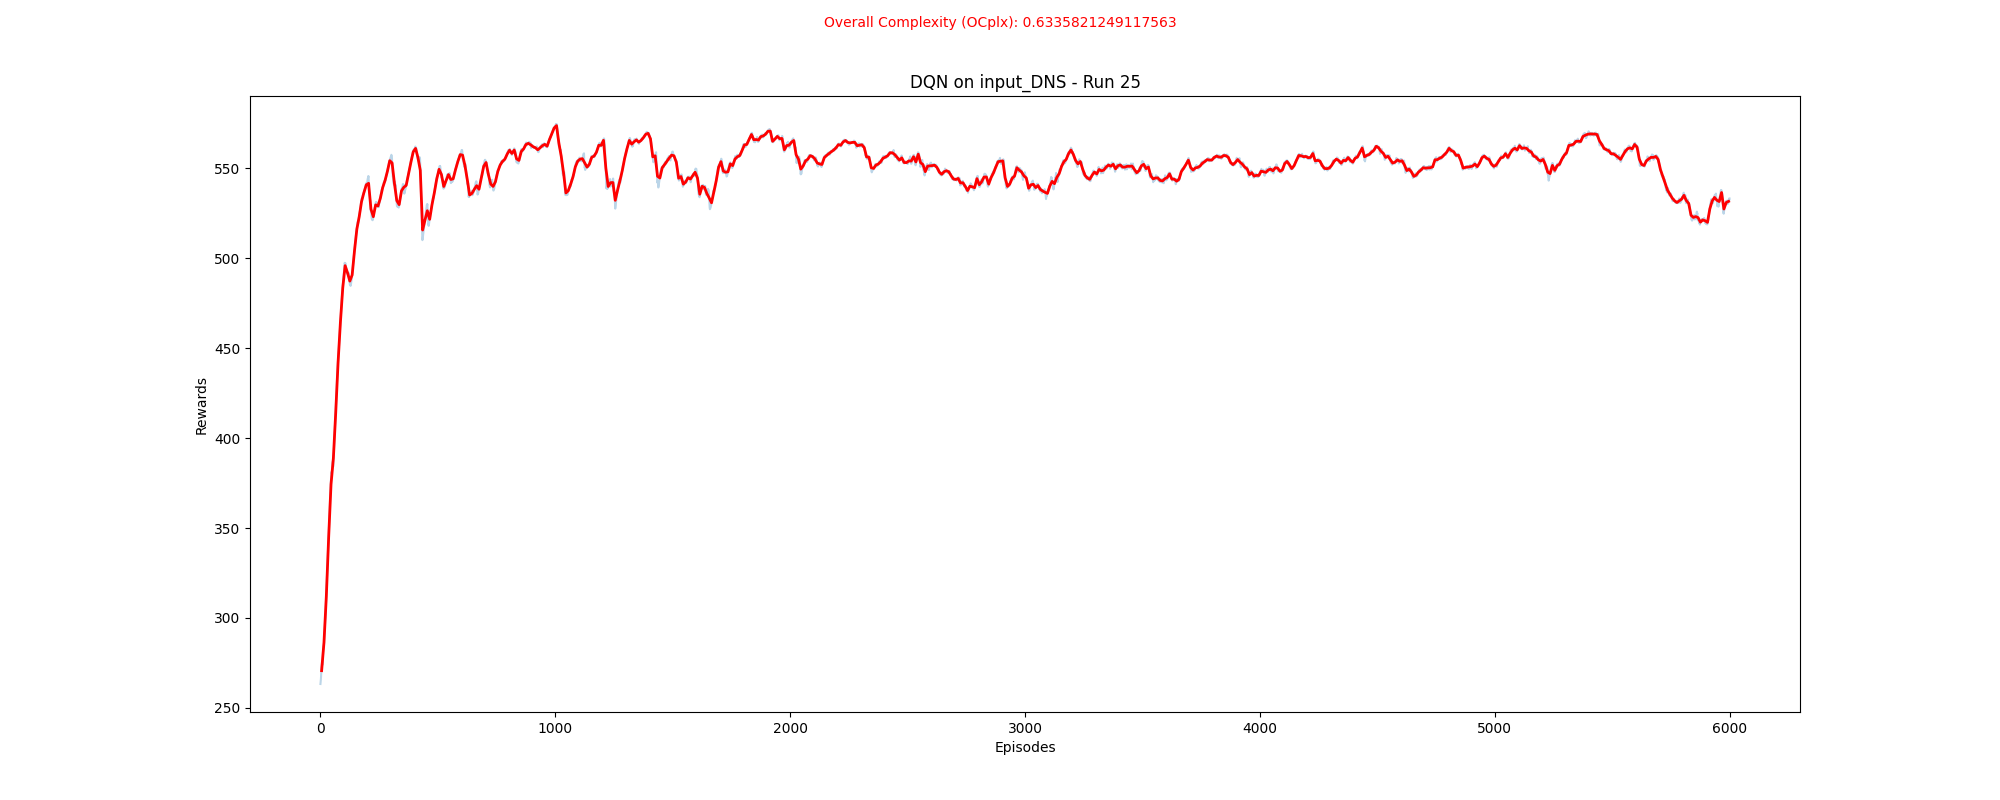 Overall Complexity (OCplx): 0.6335821249117563
DQN on input_DNS - Run 25
550
500
450
400
350
300
250
Rewards
0 1000 2000 3000 4000 5000 6000
Episodes